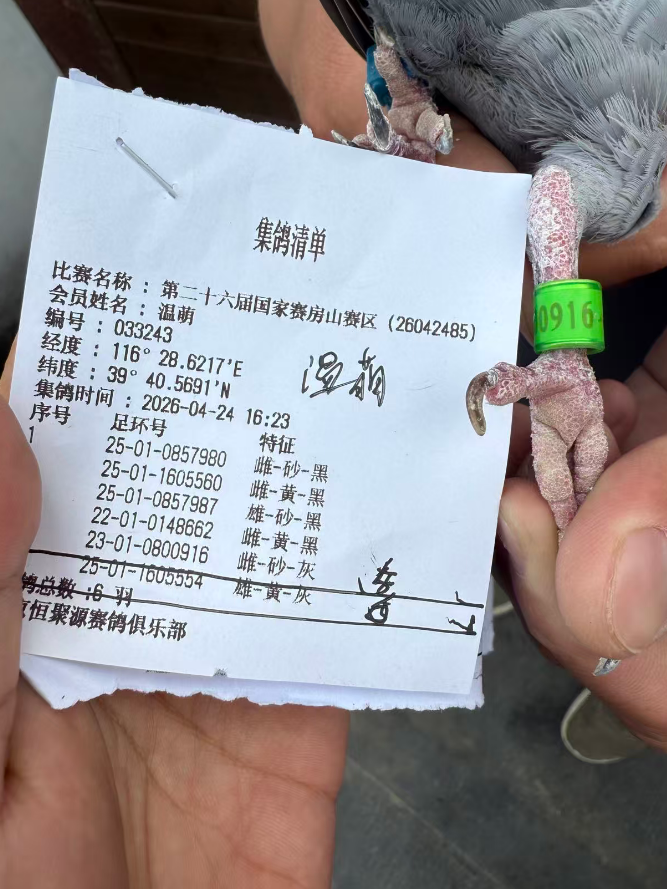 集鸽清单
比赛名称：第二十六届国家赛房山赛区（26042485）
会员姓名：温萌
编号：033243
经度：116° 28.6217'E
纬度：39° 40.5691'N
温萌
集鸽时间：2026-04-24 16:23
序号 足环号 特征
1 25-01-0857980 雌-砂-黑
25-01-1605560 雌-黄-黑
25-01-0857987 雄-砂-黑
22-01-0148662 雌-黄-黑
23-01-0800916 雌-砂-灰
25-01-1605554 雄-黄-灰
鸽总数：6 羽
恒聚源赛鸽俱乐部
00916